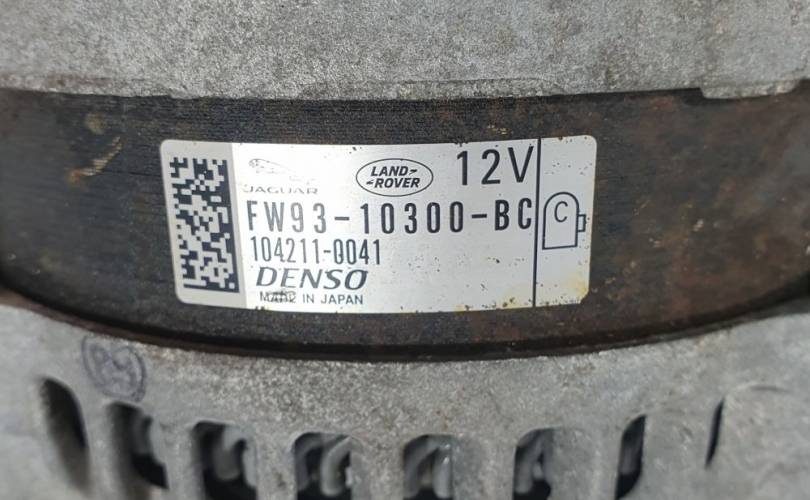 JAGUAR
LAND-
-ROVER
12V
FW93-10300-BC
C
104211-0041
DENSO
MADE IN JAPAN